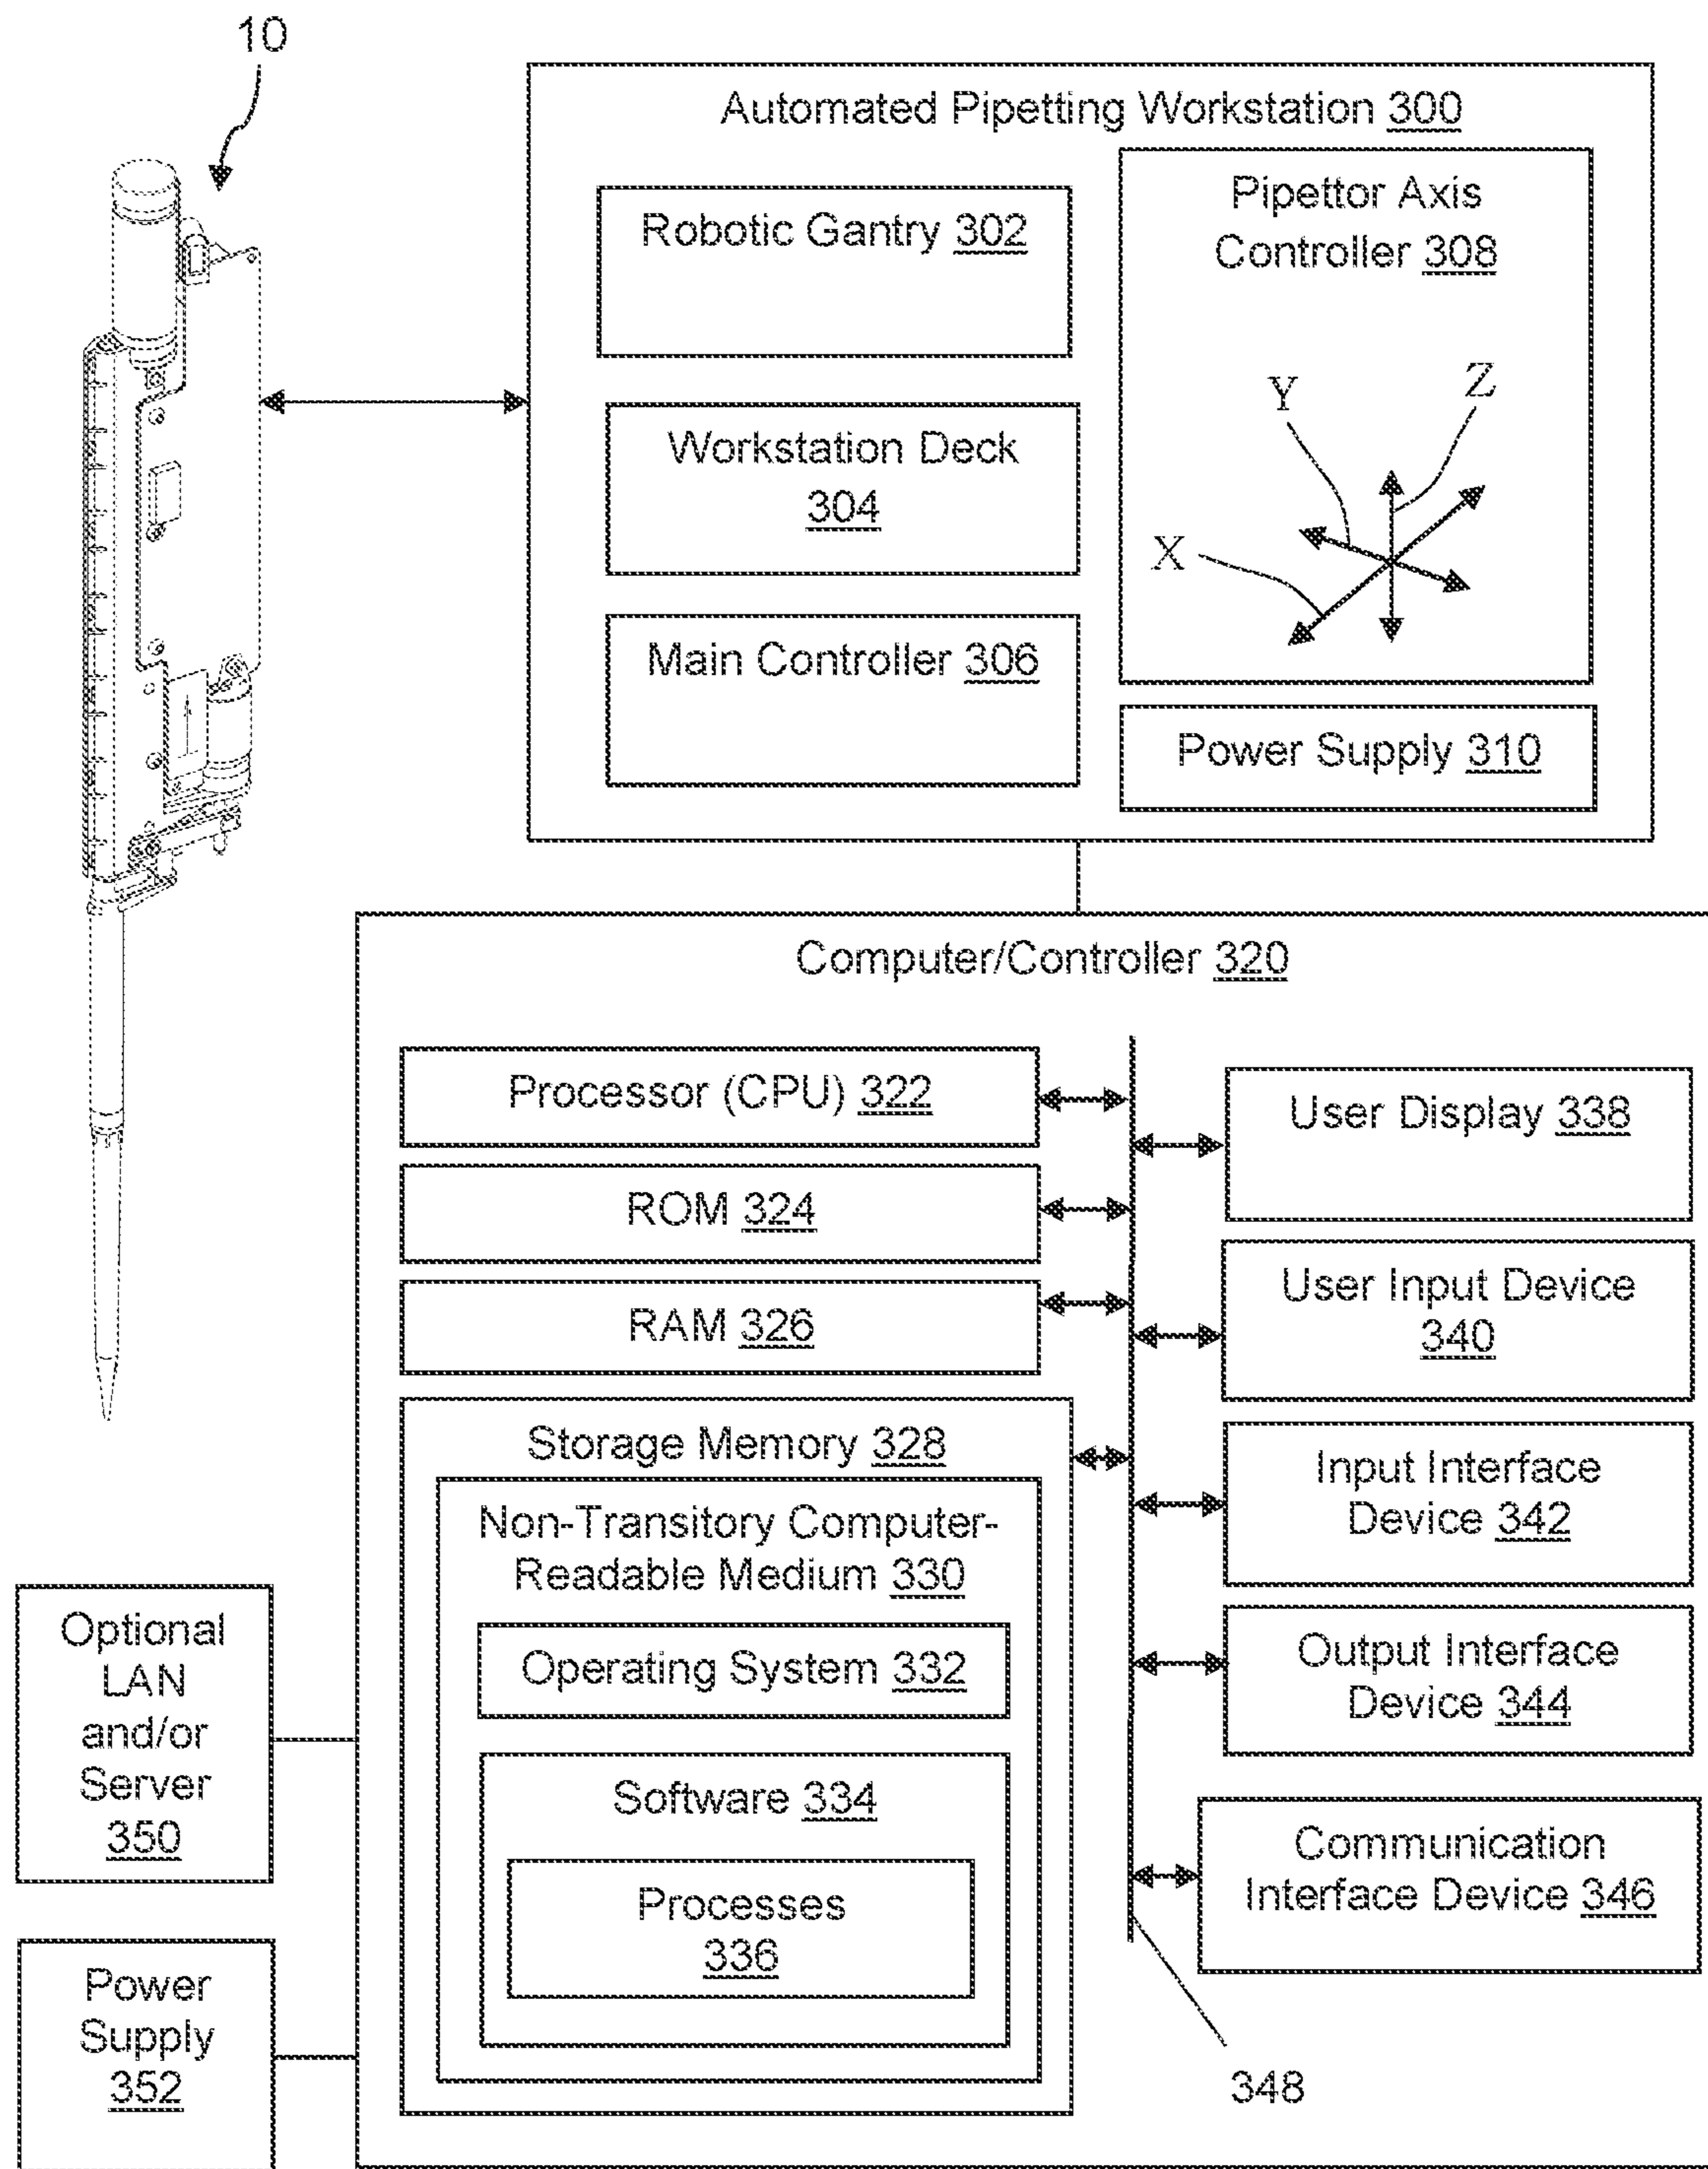 10
Automated Pipetting Workstation 300
Robotic Gantry 302
Pipettor Axis
Controller 308
Workstation Deck
304
Y
Z
X
Main Controller 306
Power Supply 310
Computer/Controller 320
Processor (CPU) 322
ROM 324
RAM 326
Storage Memory 328
Non-Transitory Computer-
Readable Medium 330
Operating System 332
Software 334
Processes
336
User Display 338
User Input Device
340
Input Interface
Device 342
Output Interface
Device 344
Communication
Interface Device 346
348
Optional
LAN
and/or
Server
350
Power
Supply
352